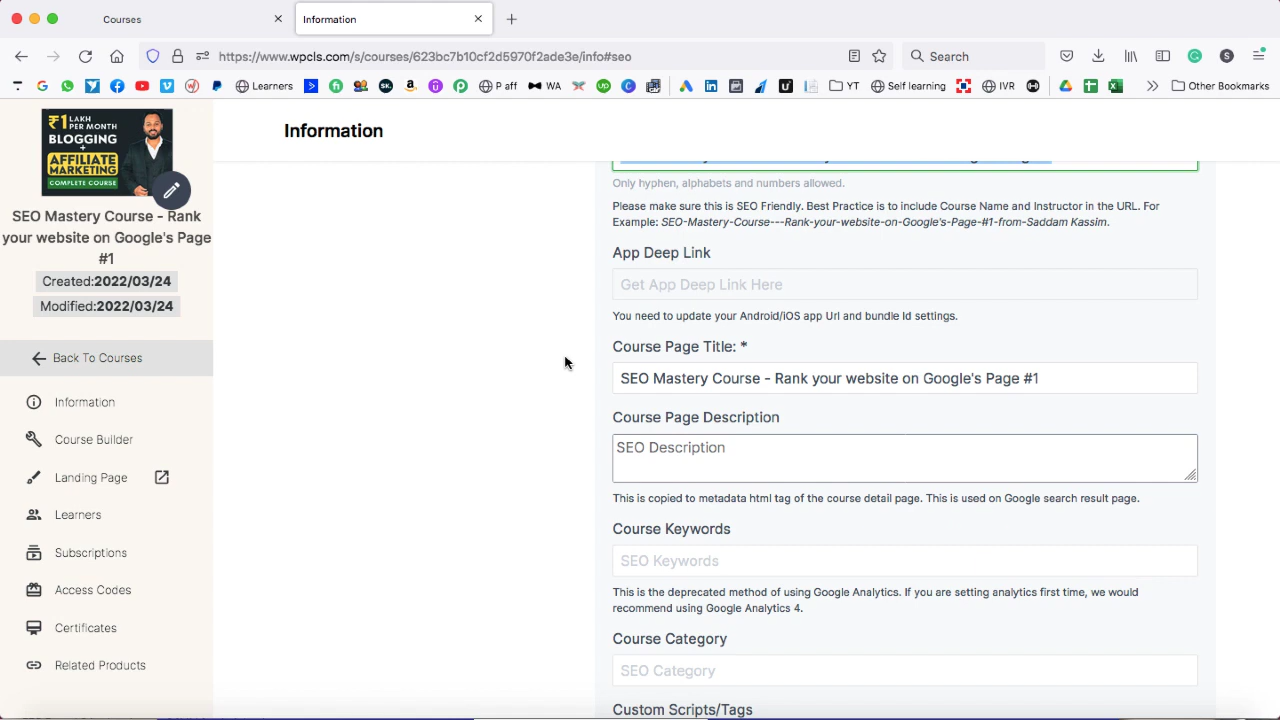 Courses
Information
https://www.wpcls.com/s/courses/623bc7b10cf2d5970f2ade3e/info#seo
Search
Learners
P aff
WA
YT
Self learning
IVR
Other Bookmarks
₹1 LAKH
PER MONTH
BLOGGING
+
AFFILIATE
MARKETING
COMPLETE COURSE
SEO Mastery Course - Rank
your website on Google's Page
#1
Created:2022/03/24
Modified:2022/03/24
Back To Courses
Information
Course Builder
Landing Page
Learners
Subscriptions
Access Codes
Certificates
Related Products
Information
Only hyphen, alphabets and numbers allowed.
Please make sure this is SEO Friendly. Best Practice is to include Course Name and Instructor in the URL. For
Example: SEO-Mastery-Course---Rank-your-website-on-Google's-Page-#1-from-Saddam Kassim.
App Deep Link
Get App Deep Link Here
You need to update your Android/iOS app Url and bundle Id settings.
Course Page Title: *
SEO Mastery Course - Rank your website on Google's Page #1
Course Page Description
SEO Description
This is copied to metadata html tag of the course detail page. This is used on Google search result page.
Course Keywords
SEO Keywords
This is the deprecated method of using Google Analytics. If you are setting analytics first time, we would
recommend using Google Analytics 4.
Course Category
SEO Category
Custom Scripts/Tags